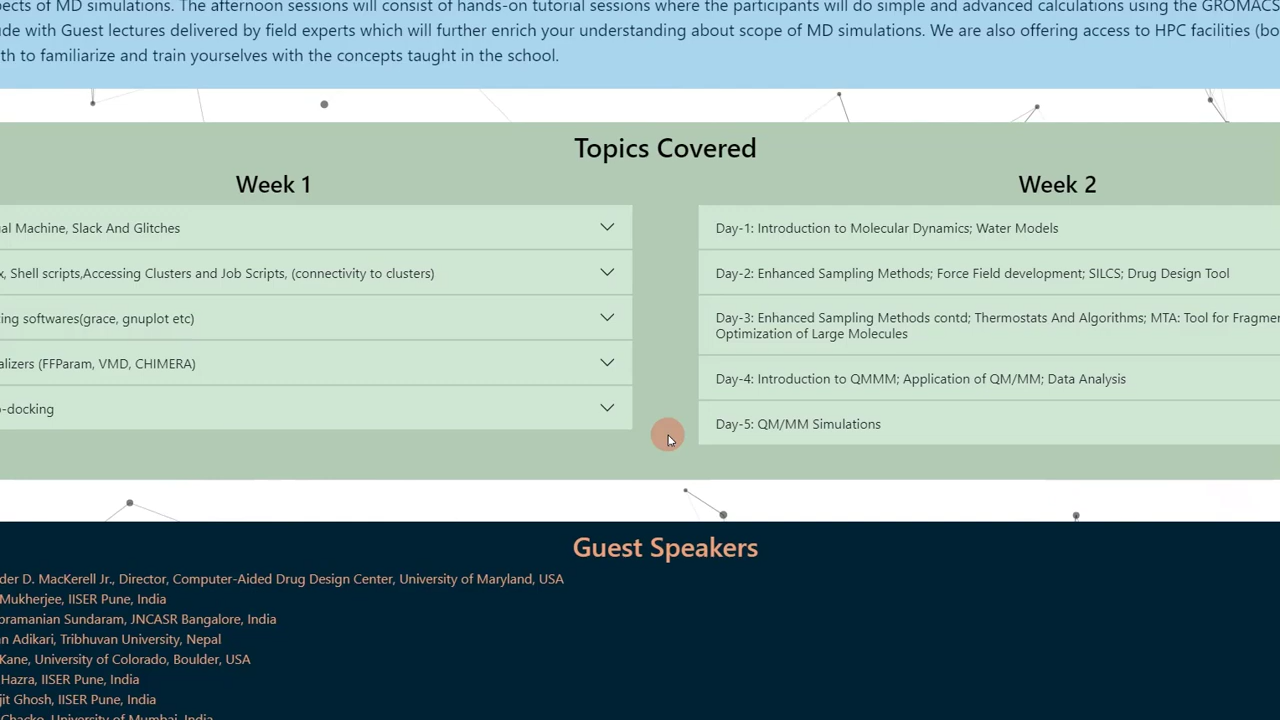 pects of MD simulations. The afternoon sessions will consist of hands-on tutorial sessions where the participants will do simple and advanced calculations using the GROMACS
ude with Guest lectures delivered by field experts which will further enrich your understanding about scope of MD simulations. We are also offering access to HPC facilities (bo
th to familiarize and train yourselves with the concepts taught in the school.
Topics Covered
Week 1
al Machine, Slack And Glitches
x, Shell scripts,Accessing Clusters and Job Scripts, (connectivity to clusters)
ing softwares(grace, gnuplot etc)
alizers (FFParam, VMD, CHIMERA)
o-docking
Week 2
Day-1: Introduction to Molecular Dynamics; Water Models
Day-2: Enhanced Sampling Methods; Force Field development; SILCS; Drug Design Tool
Day-3: Enhanced Sampling Methods contd; Thermostats And Algorithms; MTA: Tool for Fragme
Optimization of Large Molecules
Day-4: Introduction to QMMM; Application of QM/MM; Data Analysis
Day-5: QM/MM Simulations
Guest Speakers
der D. MacKerell Jr., Director, Computer-Aided Drug Design Center, University of Maryland, USA
Mukherjee, IISER Pune, India
bramanian Sundaram, JNCASR Bangalore, India
n Adikari, Tribhuvan University, Nepal
Kane, University of Colorado, Boulder, USA
Hazra, IISER Pune, India
jit Ghosh, IISER Pune, India
Chacko, University of Mumbai, India